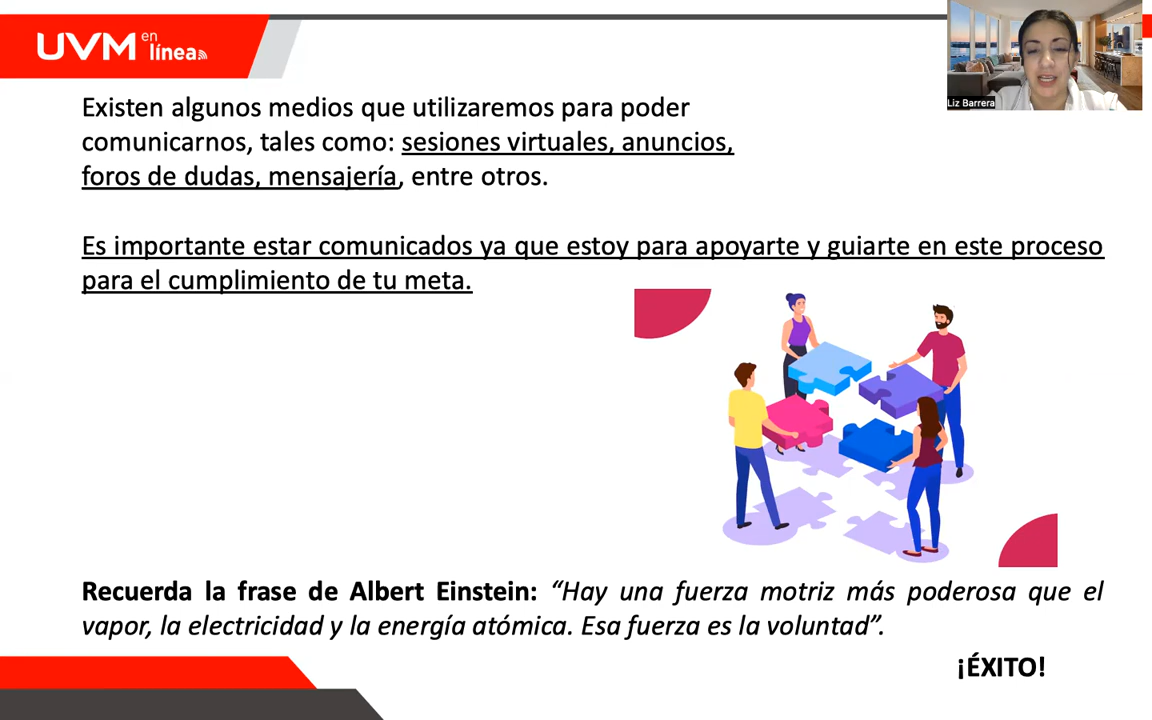 UVM en línea
Liz Barrera
Existen algunos medios que utilizaremos para poder
comunicarnos, tales como: sesiones virtuales, anuncios,
foros de dudas, mensajería, entre otros.
Es importante estar comunicados ya que estoy para apoyarte y guiarte en este proceso
para el cumplimiento de tu meta.
Recuerda la frase de Albert Einstein: “Hay una fuerza motriz más poderosa que el
vapor, la electricidad y la energía atómica. Esa fuerza es la voluntad”.
¡ÉXITO!